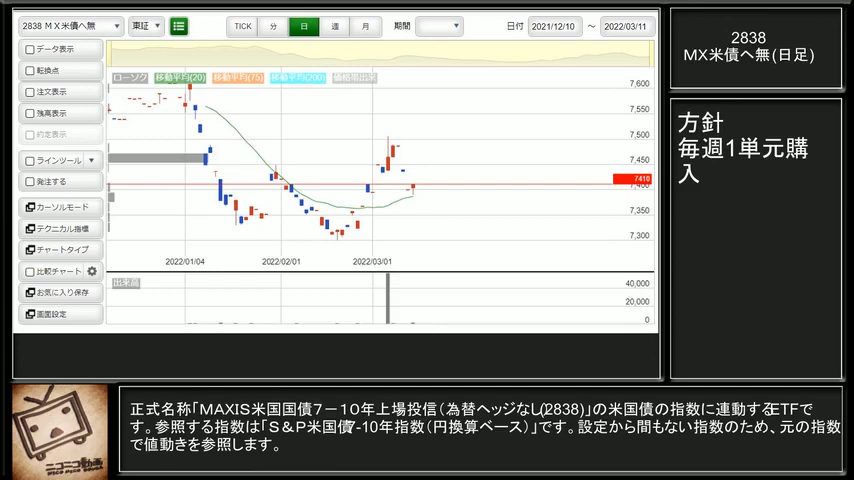 2838 ＭＸ米債へ無
東証
TICK 分 日 週 月
期間
日付 2021/12/10 ～ 2022/03/11
データ表示
転換点
注文表示
残高表示
約定表示
ラインツール
発注する
カーソルモード
テクニカル指標
チャートタイプ
比較チャート
お気に入り保存
画面設定
ローソク 移動平均(20) 移動平均(75) 移動平均(200) 価格帯出来
7,600
7,550
7,500
7,450
7410
7,400
7,350
7,300
2022/01/04 2022/02/01 2022/03/01
出来高
40,000
20,000
0
2838
MX米債へ無(日足)
方針
毎週1単元購
入
正式名称「ＭＡＸＩＳ米国国債７－１０年上場投信（為替ヘッジなし）(2838)」の米国債の指数に連動するETFで
す。参照する指数は「Ｓ＆Ｐ米国債7-10年指数（円換算ベース）」です。設定から間もない指数のため、元の指数
で値動きを参照します。
ニコニコ動画
NICO NICO DOUGA